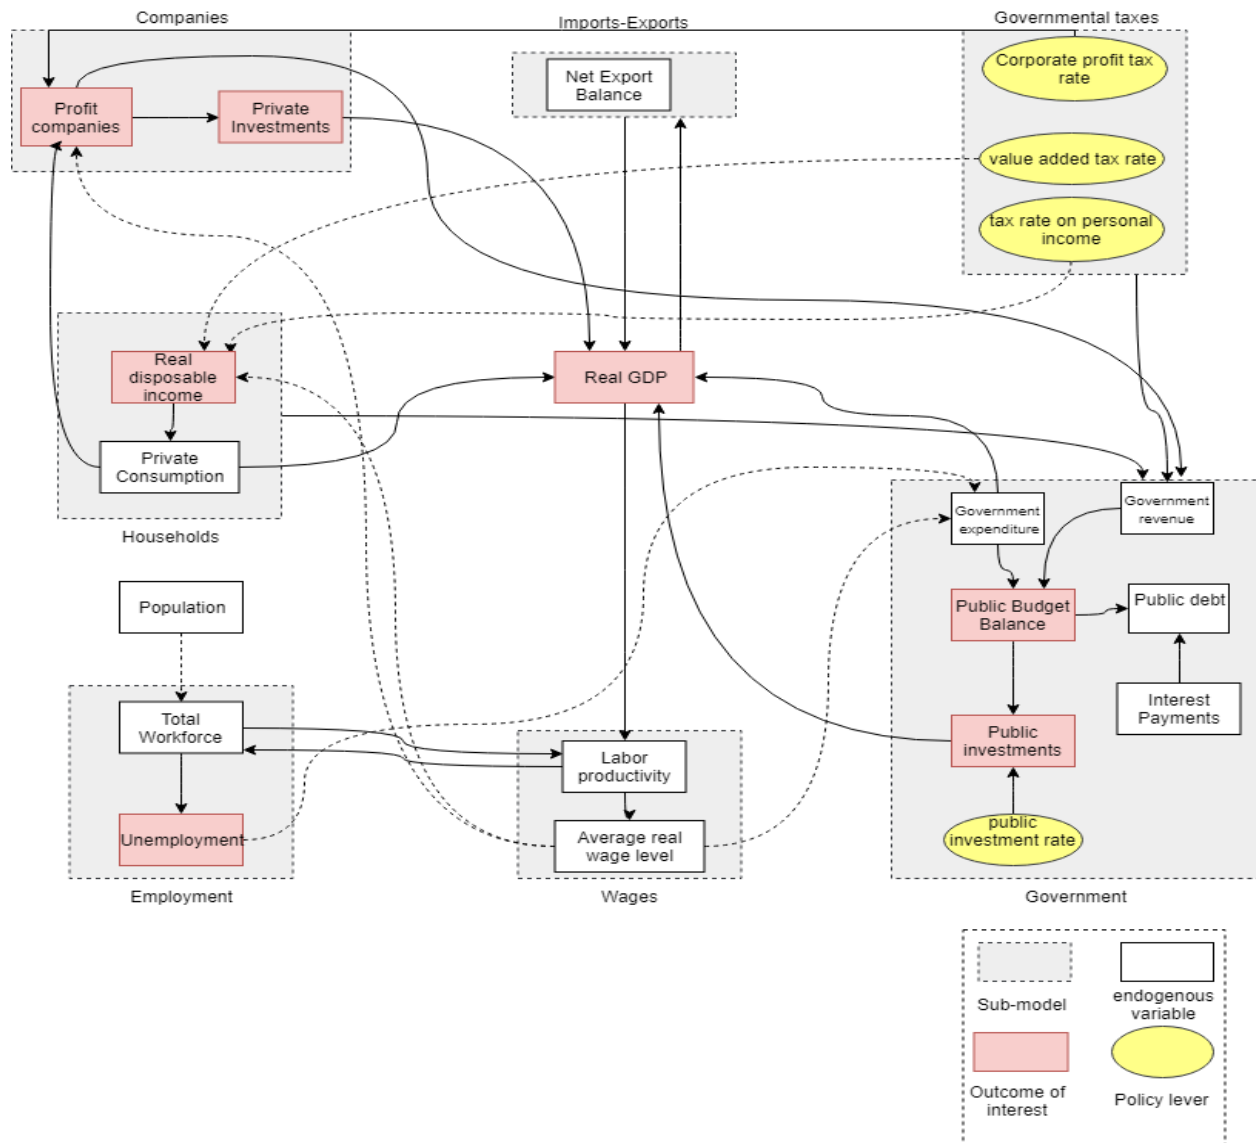 Companies
Imports-Exports
Governmental taxes
Corporate profit tax
rate
Net Export
Balance
Profit
companies
Private
Investments
value added tax rate
tax rate on personal
income
Real
disposable
income
Real GDP
Private
Consumption
Government
expenditure
Government
revenue
Households
Population
Public Budget
Balance
Public debt
Total
Workforce
Interest
Payments
Public
investments
Labor
productivity
Unemployment
Average real
wage level
public
investment rate
Employment
Wages
Government
Sub-model
endogenous
variable
Outcome of
interest
Policy lever